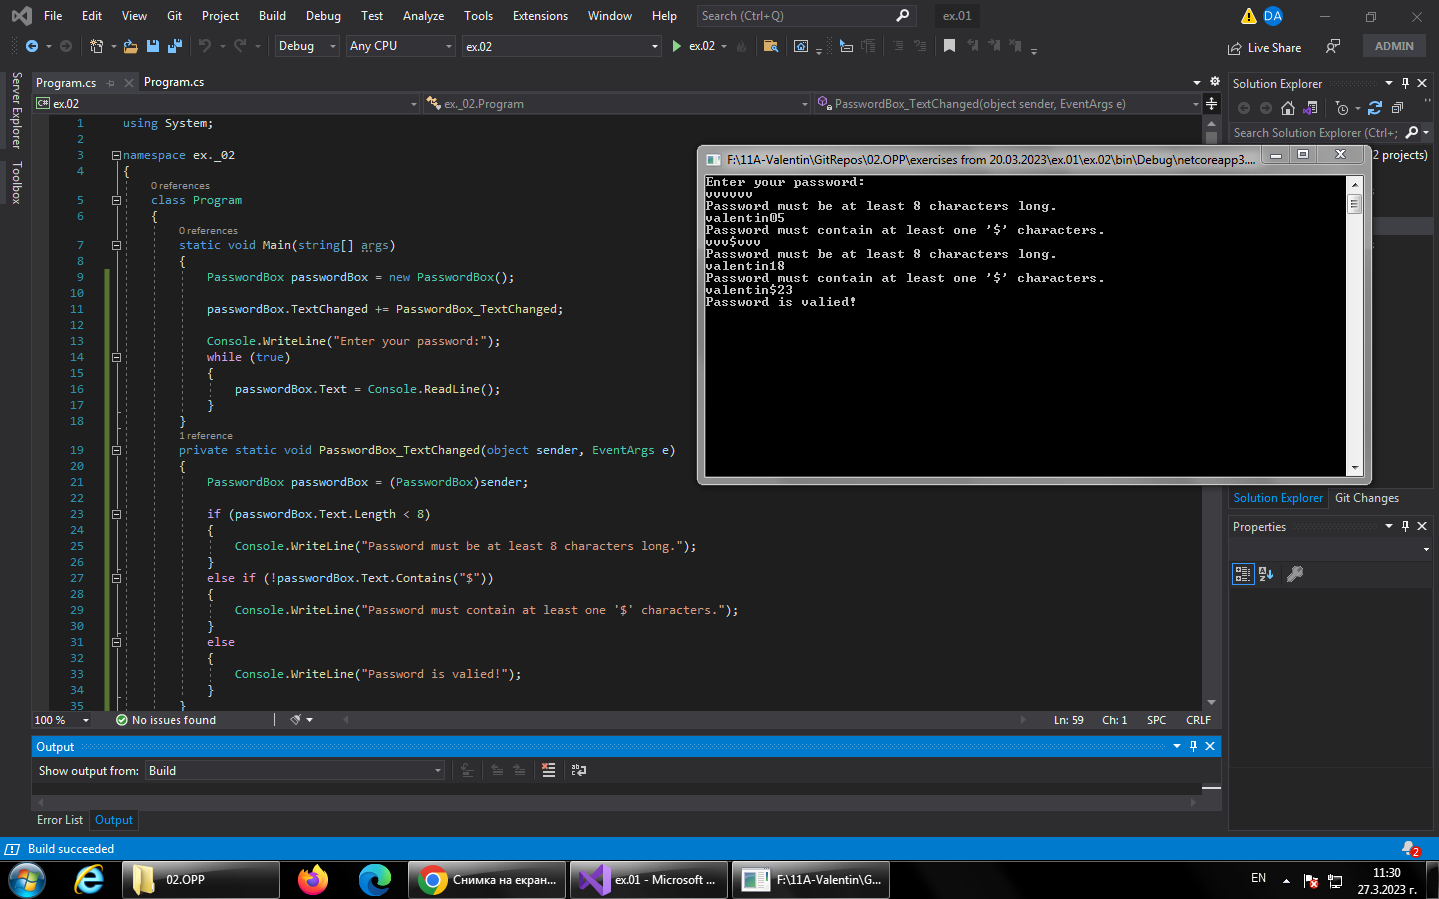 File Edit View Git Project Build Debug Test Analyze Tools Extensions Window Help Search (Ctrl+Q) ex.01 DA
Debug Any CPU ex.02 ex.02 Live Share ADMIN
Server Explorer
Toolbox
Program.cs Program.cs
C# ex.02 ex._02.Program PasswordBox_TextChanged(object sender, EventArgs e)
1 using System;
2
3 namespace ex._02
4 {
0 references
5 class Program
6 {
0 references
7 static void Main(string[] args)
8 {
9 PasswordBox passwordBox = new PasswordBox();
10
11 passwordBox.TextChanged += PasswordBox_TextChanged;
12
13 Console.WriteLine("Enter your password:");
14 while (true)
15 {
16 passwordBox.Text = Console.ReadLine();
17 }
18 }
1 reference
19 private static void PasswordBox_TextChanged(object sender, EventArgs e)
20 {
21 PasswordBox passwordBox = (PasswordBox)sender;
22
23 if (passwordBox.Text.Length < 8)
24 {
25 Console.WriteLine("Password must be at least 8 characters long.");
26 }
27 else if (!passwordBox.Text.Contains("$"))
28 {
29 Console.WriteLine("Password must contain at least one '$' characters.");
30 }
31 else
32 {
33 Console.WriteLine("Password is valied!");
34 }
35 }
F:\11A-Valentin\GitRepos\02.OPP\exercises from 20.03.2023\ex.01\ex.02\bin\Debug\netcoreapp3....
Enter your password:
vvvvvv
Password must be at least 8 characters long.
valentin05
Password must contain at least one '$' characters.
vvv$vvv
Password must be at least 8 characters long.
valentin18
Password must contain at least one '$' characters.
valentin$23
Password is valied!
Solution Explorer
Search Solution Explorer (Ctrl+;
2 projects)
Solution Explorer Git Changes
Properties
100 % No issues found Ln: 59 Ch: 1 SPC CRLF
Output
Show output from: Build
Error List Output
Build succeeded 2
02.OPP Снимка на екран... ex.01 - Microsoft ... F:\11A-Valentin\G... EN 11:30
27.3.2023 г.